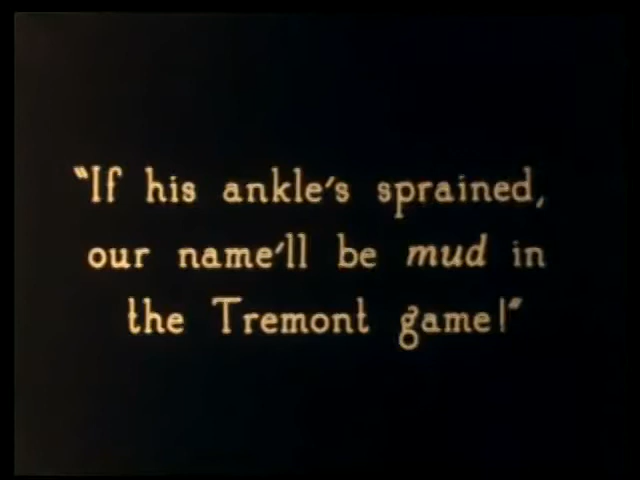 "If his ankle's sprained,
our name'll be mud in
the Tremont game!"